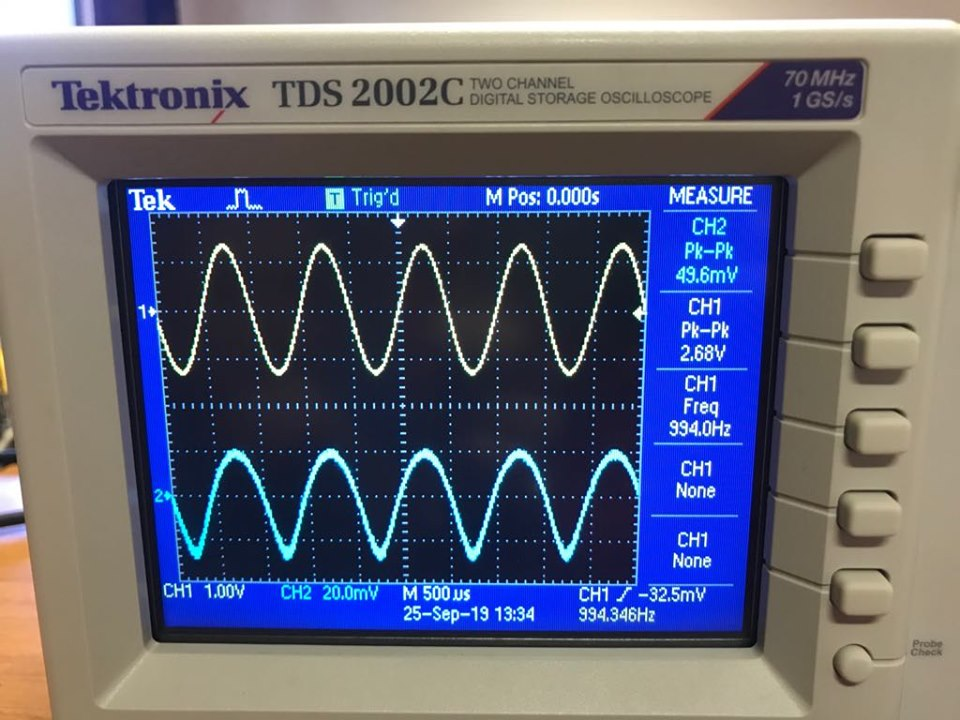 Tektronix TDS 2002C TWO CHANNEL
DIGITAL STORAGE OSCILLOSCOPE
70 MHz
1 GS/s
Tek T Trig'd M Pos: 0.000s MEASURE
CH2
Pk-Pk
49.6mV
1
CH1
Pk-Pk
2.68V
CH1
Freq
994.0Hz
2
CH1
None
CH1
None
CH1 1.00V CH2 20.0mV M 500µs CH1 -32.5mV
25-Sep-19 13:34 994.346Hz
Probe
Check